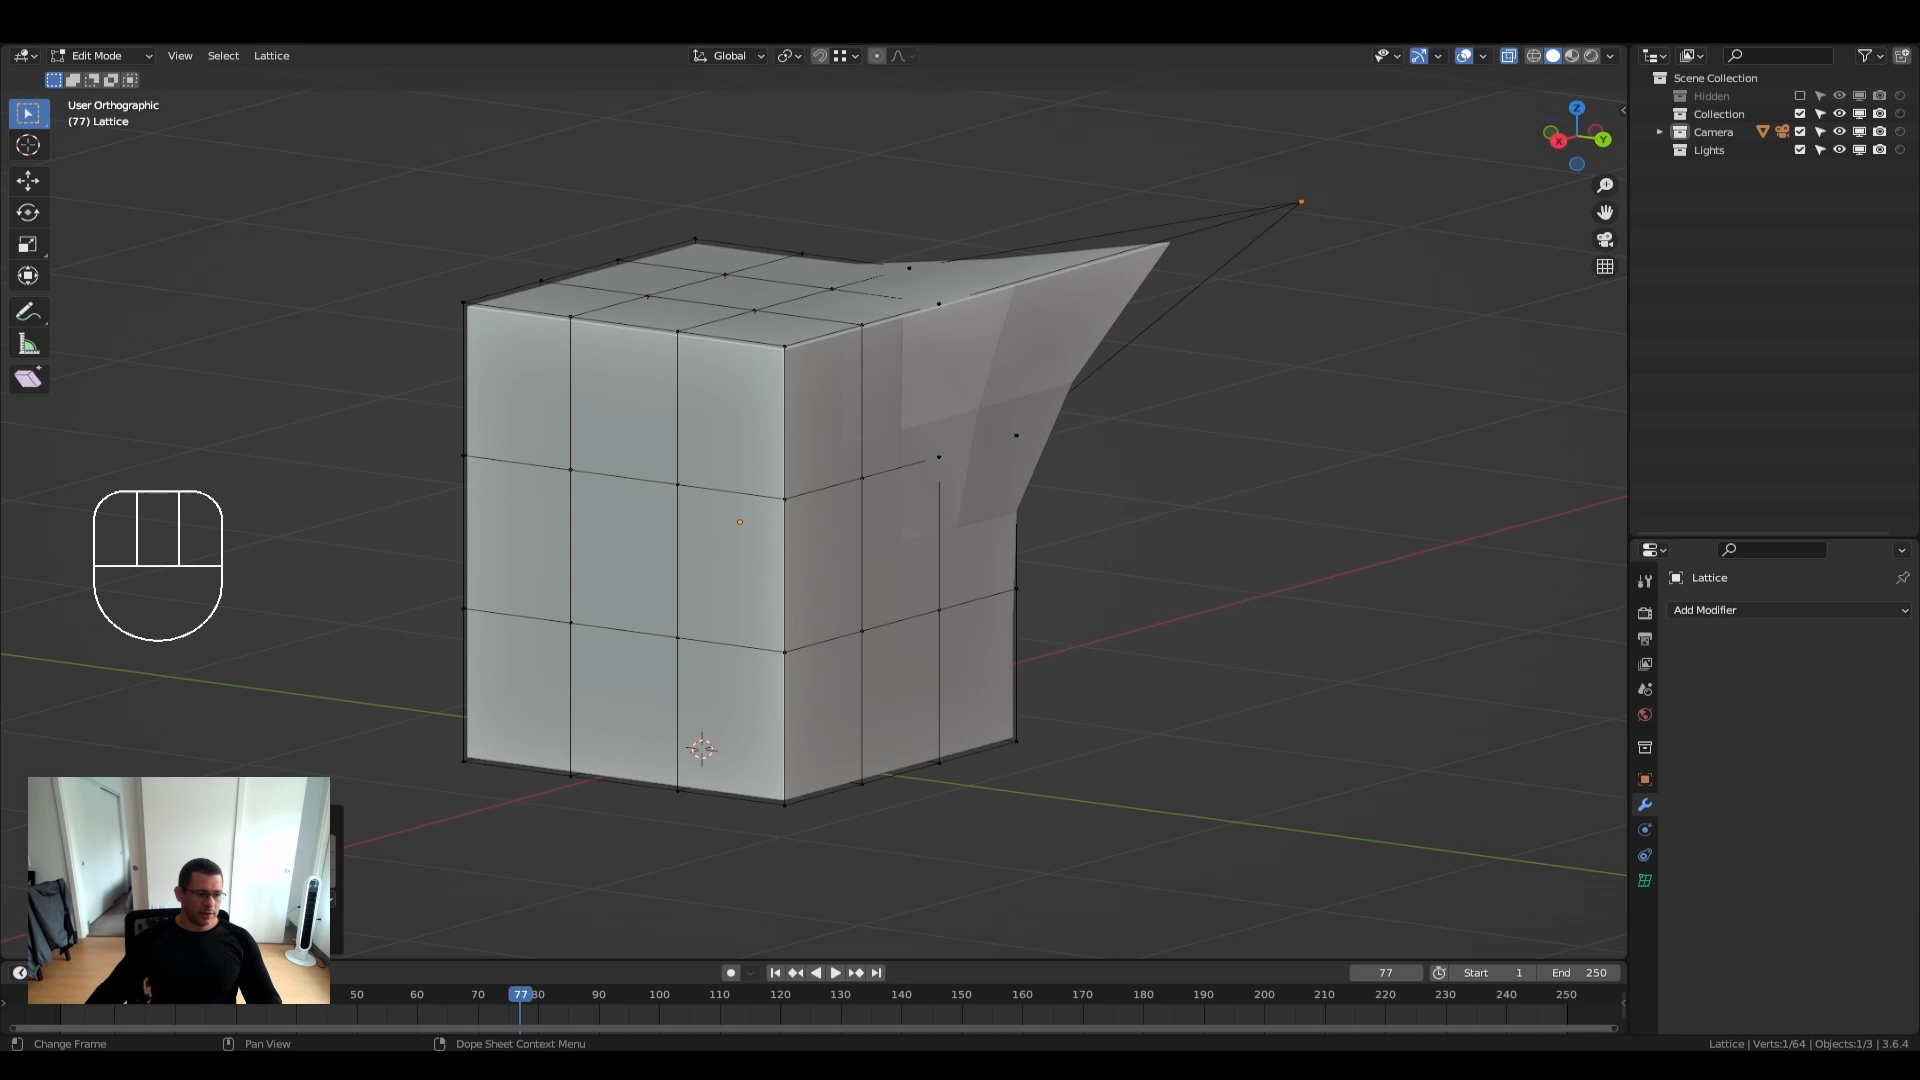 Edit Mode View Select Lattice Global
Scene Collection
User Orthographic
(77) Lattice
Hidden
Collection
Camera
Lights
Z
X
Y
Lattice
Add Modifier
77 Start 1 End 250
50 60 70 77 80 90 100 110 120 130 140 150 160 170 180 190 200 210 220 230 240 250
Change Frame Pan View Dope Sheet Context Menu Lattice | Verts:1/64 | Objects:1/3 | 3.6.4